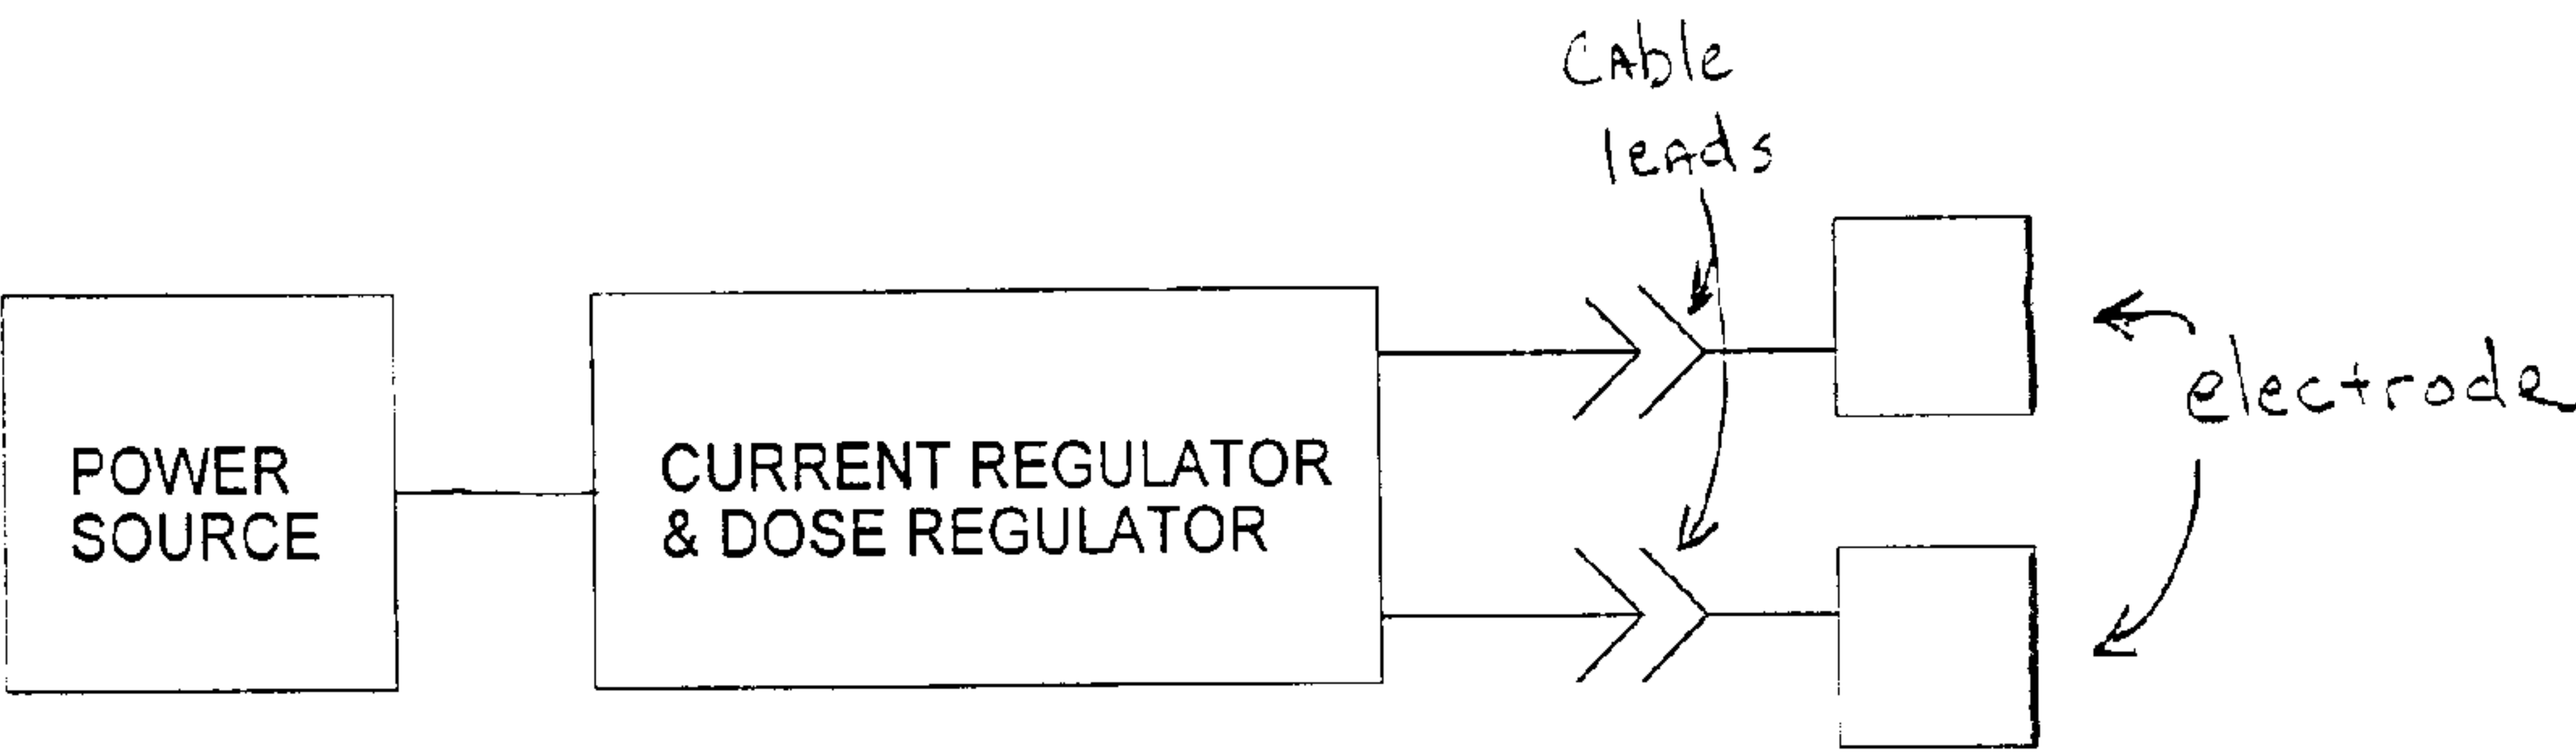 CAble
leads
POWER
SOURCE
CURRENT REGULATOR
& DOSE REGULATOR
electrode